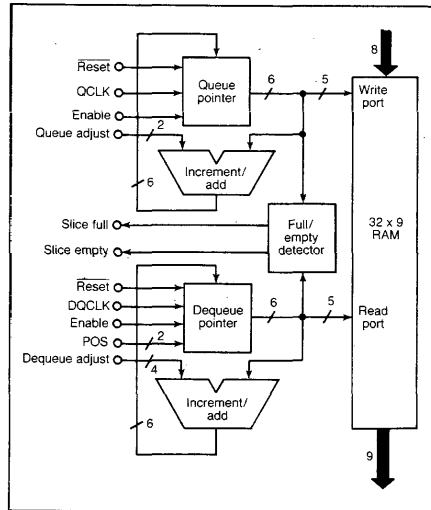 Reset
QCLK
Enable
Queue adjust
2
Queue
pointer
6
5
8
Write
port
6
Increment/
add
Slice full
Slice empty
Full/
empty
detector
32 x 9
RAM
Reset
DQCLK
Enable
POS
2
Dequeue adjust
4
Dequeue
pointer
6
5
Read
port
6
Increment/
add
9